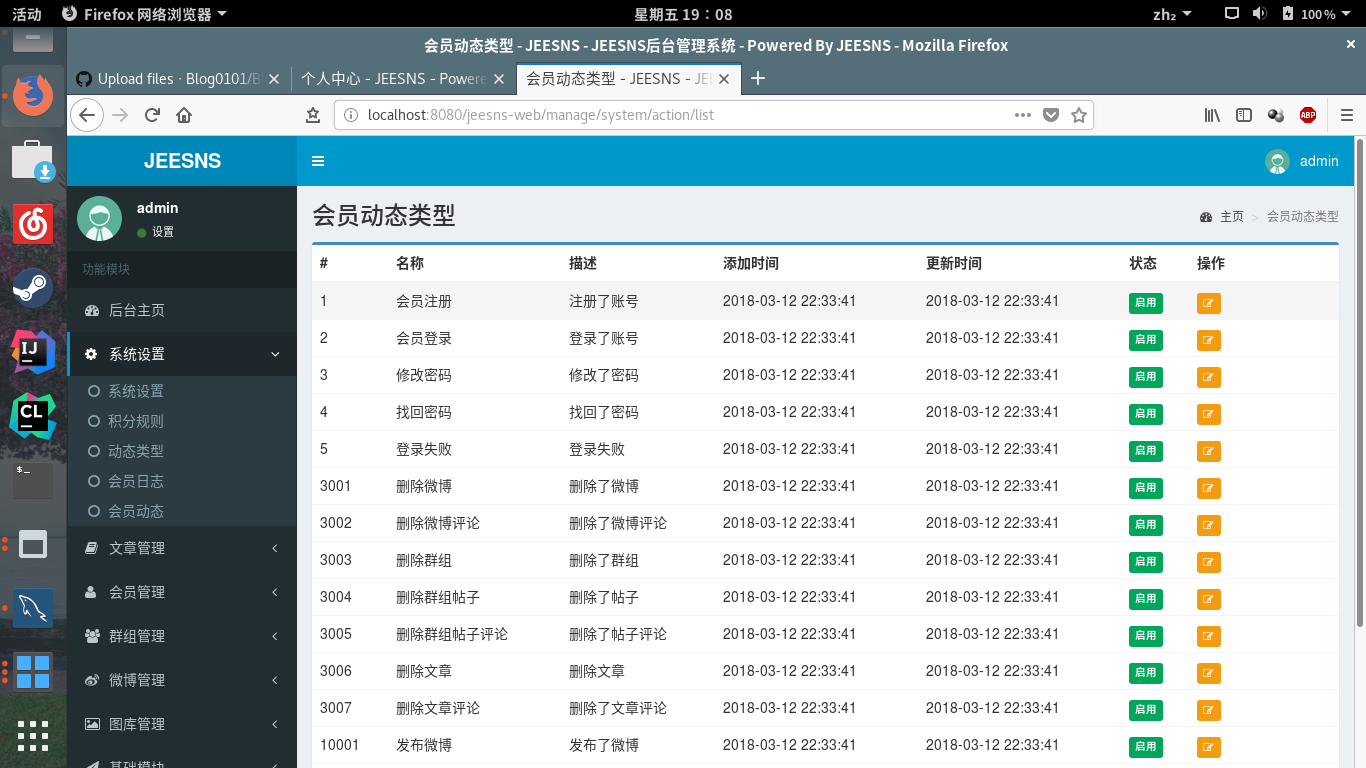 活动 Firefox 网络浏览器 星期五 19：08 zh₂ 100 %
会员动态类型 - JEESNS - JEESNS后台管理系统 - Powered By JEESNS - Mozilla Firefox
Upload files · Blog0101/B 个人中心 - JEESNS - Powere 会员动态类型 - JEESNS - JEE
localhost:8080/jeesns-web/manage/system/action/list ABP
JEESNS admin
admin
设置
功能模块
后台主页
系统设置
系统设置
积分规则
动态类型
会员日志
会员动态
文章管理
会员管理
群组管理
微博管理
图库管理
基础模块
会员动态类型 主页 > 会员动态类型
# 名称 描述 添加时间 更新时间 状态 操作
1 会员注册 注册了账号 2018-03-12 22:33:41 2018-03-12 22:33:41 启用
2 会员登录 登录了账号 2018-03-12 22:33:41 2018-03-12 22:33:41 启用
3 修改密码 修改了密码 2018-03-12 22:33:41 2018-03-12 22:33:41 启用
4 找回密码 找回了密码 2018-03-12 22:33:41 2018-03-12 22:33:41 启用
5 登录失败 登录失败 2018-03-12 22:33:41 2018-03-12 22:33:41 启用
3001 删除微博 删除了微博 2018-03-12 22:33:41 2018-03-12 22:33:41 启用
3002 删除微博评论 删除了微博评论 2018-03-12 22:33:41 2018-03-12 22:33:41 启用
3003 删除群组 删除了群组 2018-03-12 22:33:41 2018-03-12 22:33:41 启用
3004 删除群组帖子 删除了帖子 2018-03-12 22:33:41 2018-03-12 22:33:41 启用
3005 删除群组帖子评论 删除了帖子评论 2018-03-12 22:33:41 2018-03-12 22:33:41 启用
3006 删除文章 删除文章 2018-03-12 22:33:41 2018-03-12 22:33:41 启用
3007 删除文章评论 删除了文章评论 2018-03-12 22:33:41 2018-03-12 22:33:41 启用
10001 发布微博 发布了微博 2018-03-12 22:33:41 2018-03-12 22:33:41 启用
IJ
CL
$_